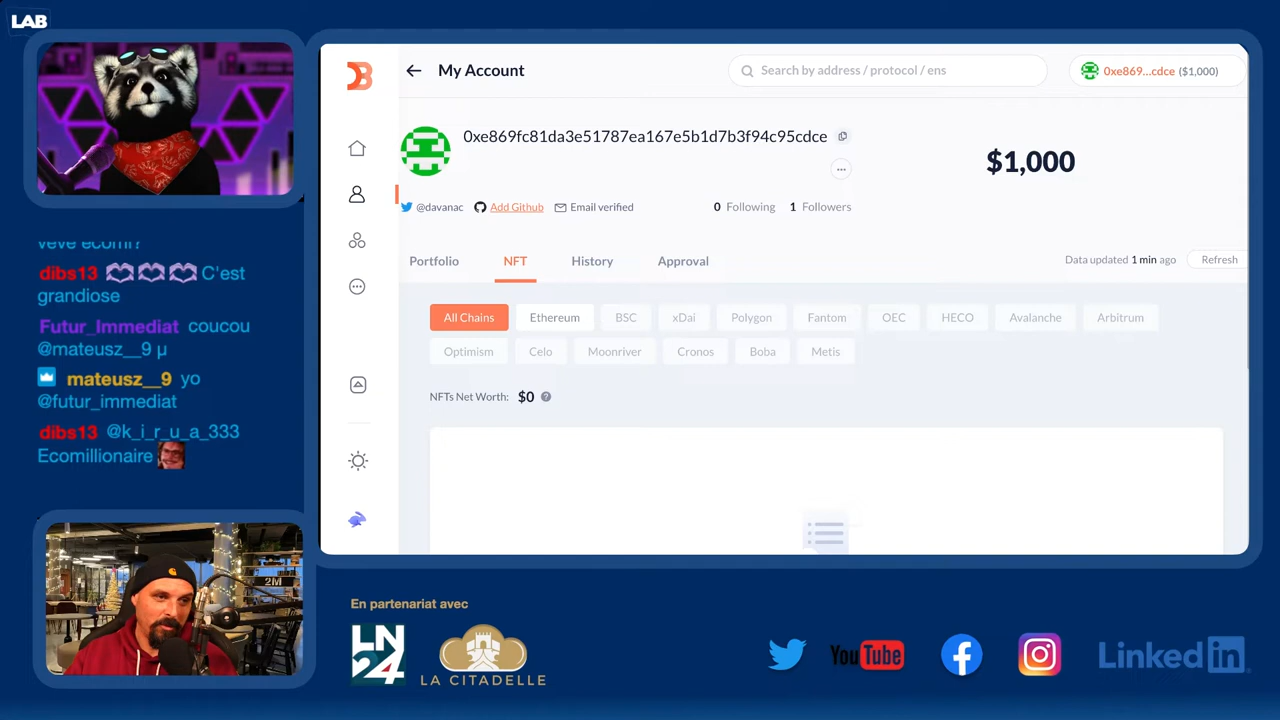 LAB
veve ecomi?
dibs13 C'est
grandiose
Futur_Immediat coucou
@mateusz__9 µ
mateusz__9 yo
@futur_immediat
dibs13 @k_i_r_u_a_333
Ecomillionaire
2M
My Account
Search by address / protocol / ens
0xe869...cdce ($1,000)
0xe869fc81da3e51787ea167e5b1d7b3f94c95cdce
$1,000
@davanac Add Github Email verified
0 Following 1 Followers
Portfolio NFT History Approval
Data updated 1 min ago Refresh
All Chains Ethereum BSC xDai Polygon Fantom OEC HECO Avalanche Arbitrum
Optimism Celo Moonriver Cronos Boba Metis
NFTs Net Worth: $0 ?
En partenariat avec
LN
24
LA CITADELLE
YouTube
LinkedIn